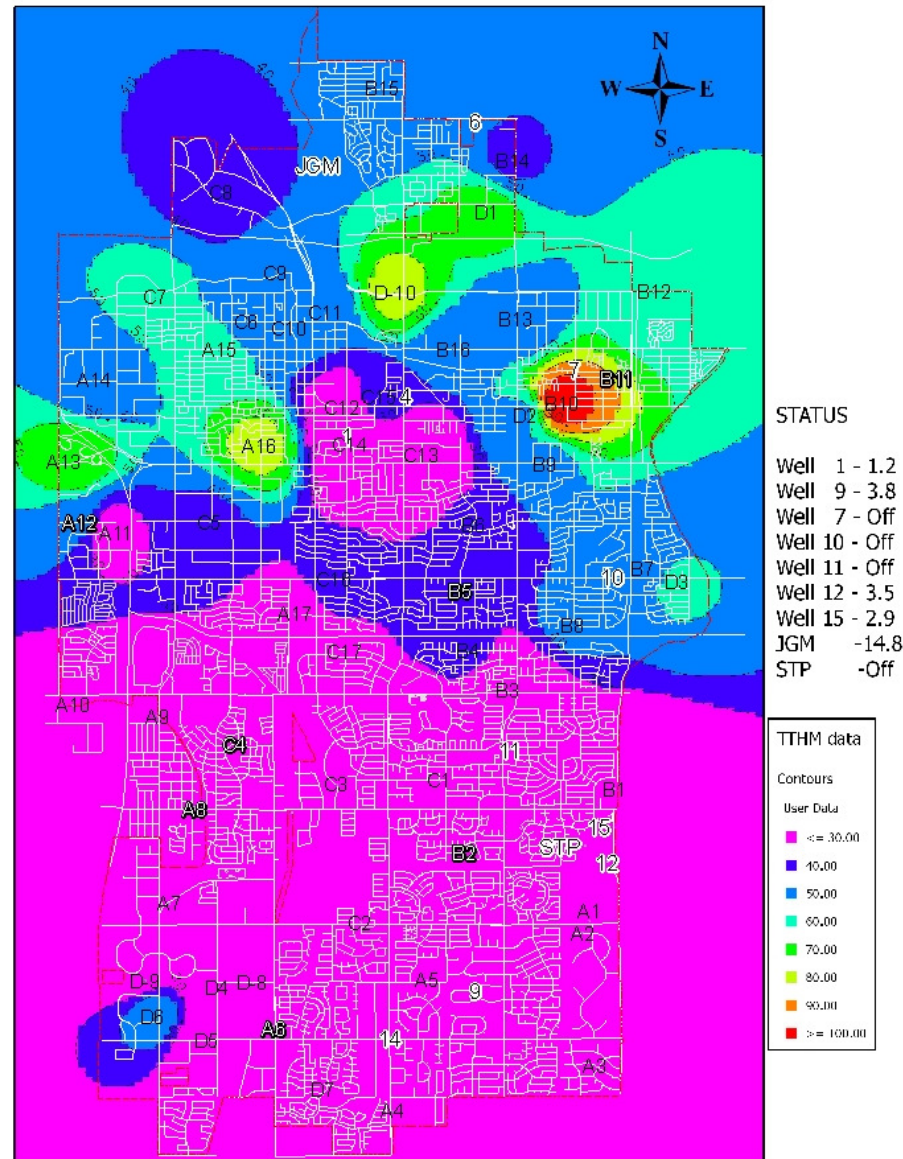 N
W E
S
B15
6
JGM
B14
C8
D1
C9
D-10
C7
B12
C11
B13
C10
A15
B16
7
A14
B11
C15
4
B10
C12
D2
1
C14
A16
C13
A13
B9
A12
C5
A11
B6
10
B7
C16
D3
B5
A17
B8
C17
B4
B3
A10
A9
C4
11
C3
C1
B1
A8
15
STP
B2
12
A7
A1
C2
A2
D-9
D4
D-8
A5
9
D6
A6
D5
14
A3
D7
A4
STATUS
Well 1 - 1.2
Well 9 - 3.8
Well 7 - Off
Well 10 - Off
Well 11 - Off
Well 12 - 3.5
Well 15 - 2.9
JGM -14.8
STP -Off
TTHM data
Contours
User Data
<= 30.00
40.00
50.00
60.00
70.00
80.00
90.00
>= 100.00